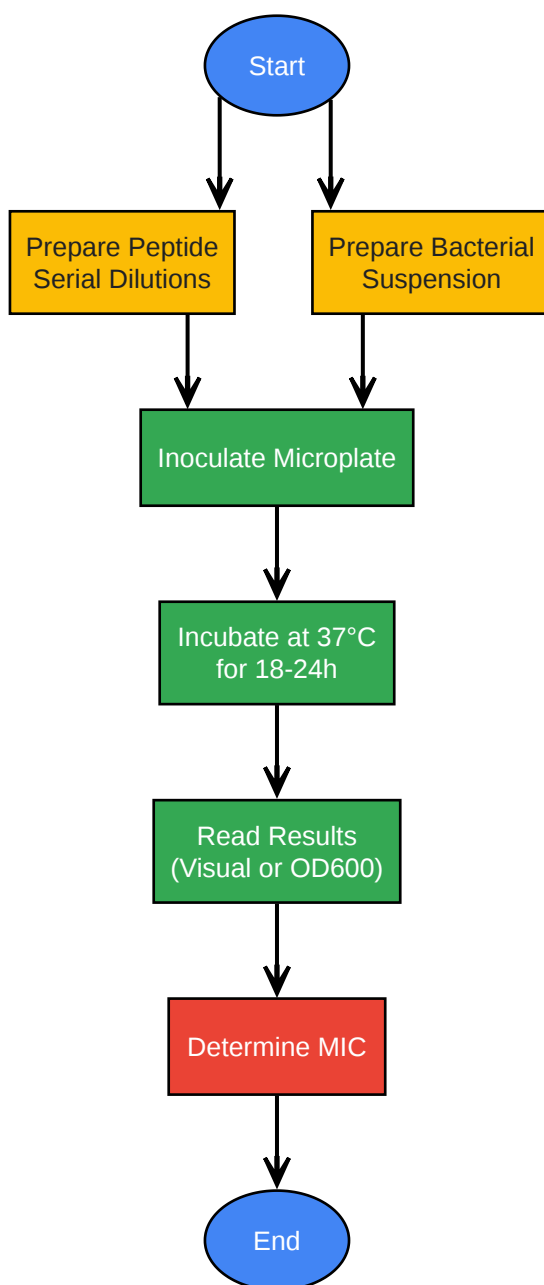 Start
Prepare Peptide
Serial Dilutions
Prepare Bacterial
Suspension
Inoculate Microplate
Incubate at 37°C
for 18-24h
Read Results
(Visual or OD600)
Determine MIC
End